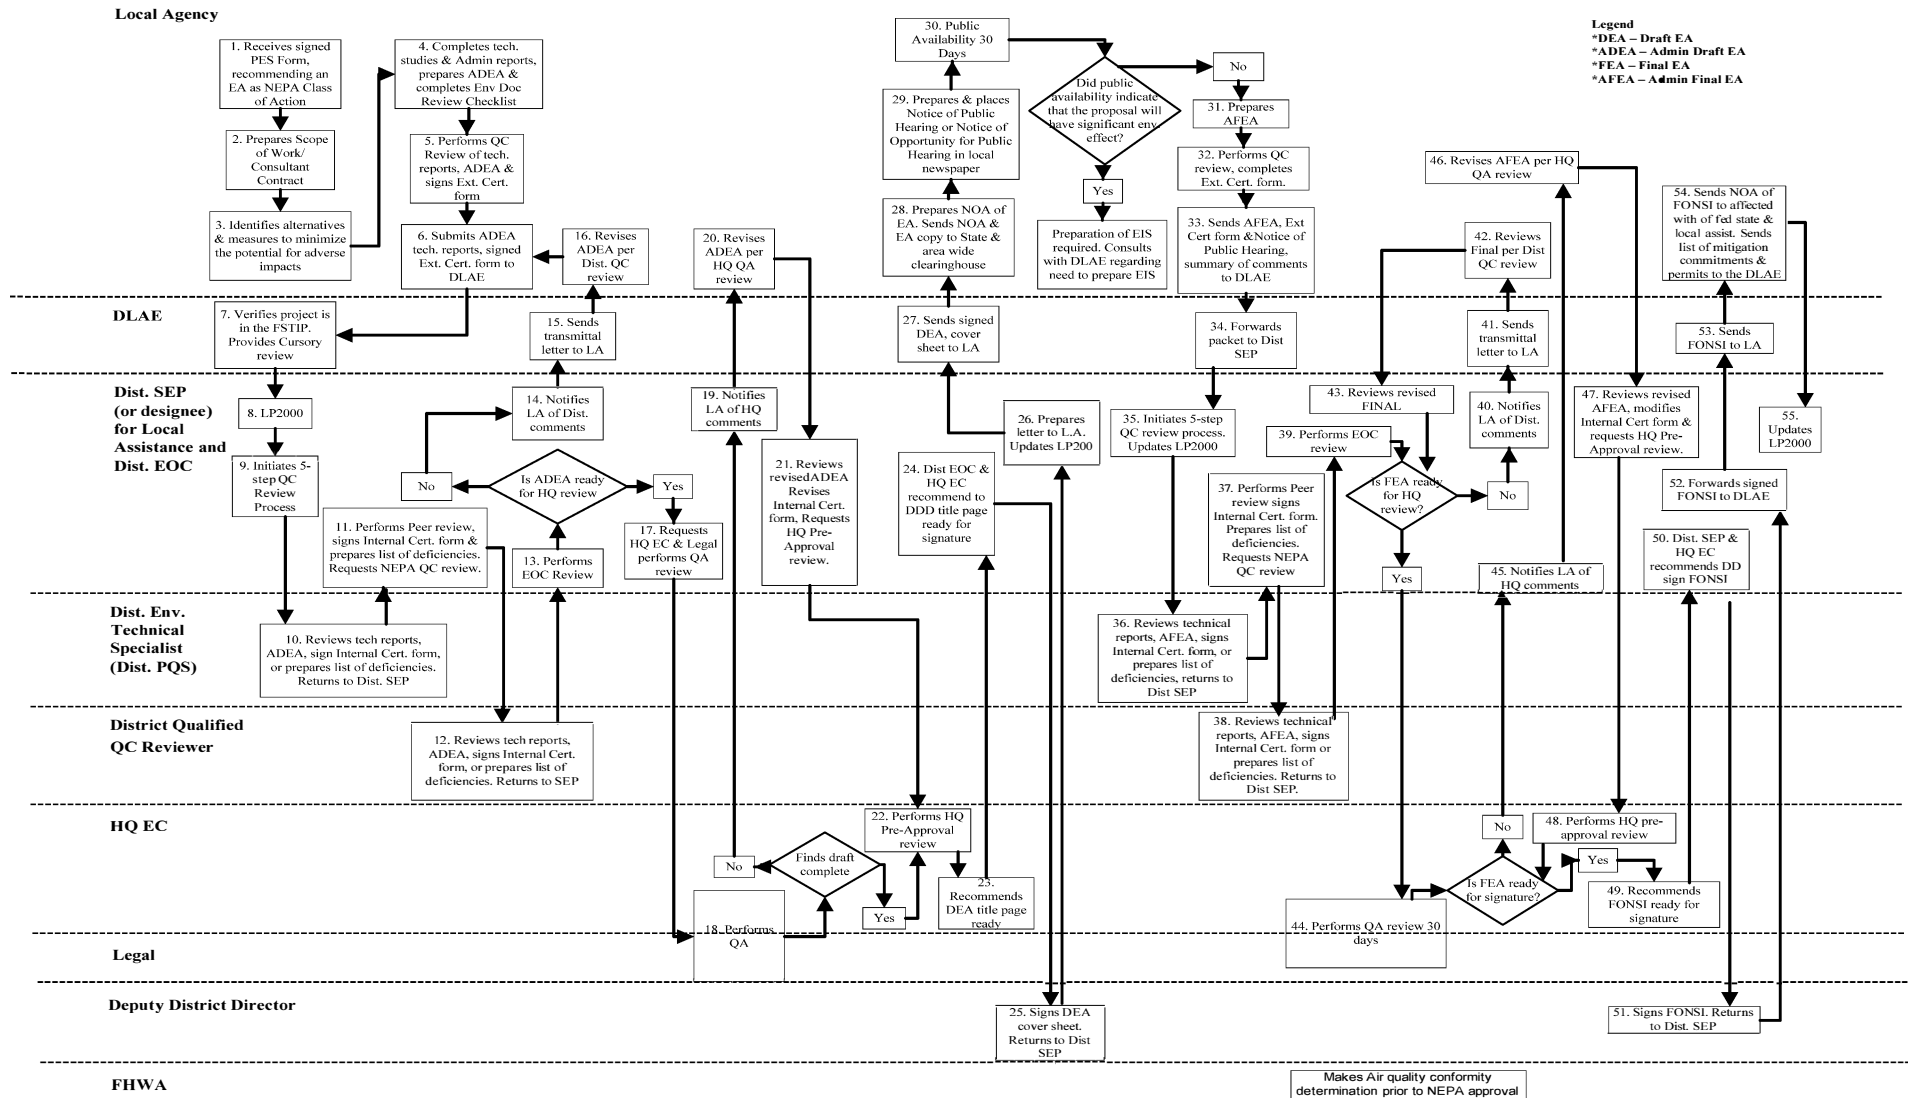 Local Agency
Legend
*DEA – Draft EA
*ADEA – Admin Draft EA
*FEA – Final EA
*AFEA – Admin Final EA
1. Receives signed
PES Form,
recommending an
EA as NEPA Class
of Action
2. Prepares Scope
of Work/
Consultant
Contract
3. Identifies alternatives
& measures to minimize
the potential for adverse
impacts
4. Completes tech.
studies & Admin reports,
prepares ADEA &
completes Env Doc
Review Checklist
5. Performs QC
Review of tech.
reports, ADEA &
signs Ext. Cert.
form
6. Submits ADEA
tech. reports, signed
Ext. Cert. form to
DLAE
16. Revises
ADEA per
Dist. QC
review
20. Revises
ADEA per
HQ QA
review
30. Public
Availability 30
Days
29. Prepares & places
Notice of Public
Hearing or Notice of
Opportunity for Public
Hearing in local
newspaper
28. Prepares NOA of
EA. Sends NOA &
EA copy to State &
area wide
clearinghouse
Did public
availability indicate
that the proposal will
have significant env.
effect?
No
Yes
Preparation of EIS
required. Consults
with DLAE regarding
need to prepare EIS
31. Prepares
AFEA
32. Performs QC
review, completes
Ext. Cert. form.
33. Sends AFEA, Ext
Cert form &Notice of
Public Hearing,
summary of comments
to DLAE
46. Revises AFEA per HQ
QA review
42. Reviews
Final per Dist
QC review
54. Sends NOA of
FONSI to affected
with of fed state &
local assist. Sends
list of mitigation
commitments &
permits to the DLAE
DLAE
7. Verifies project is
in the FSTIP.
Provides Cursory
review
15. Sends
transmittal
letter to LA
27. Sends signed
DEA, cover
sheet to LA
34. Forwards
packet to Dist
SEP
41. Sends
transmittal
letter to LA
53. Sends
FONSI to LA
Dist. SEP
(or designee)
for Local
Assistance and
Dist. EOC
8. LP2000
9. Initiates 5-
step QC
Review
Process
14. Notifies
LA of Dist.
comments
No
Is ADEA ready
for HQ review
Yes
11. Performs Peer review,
signs Internal Cert. form &
prepares list of deficiencies.
Requests NEPA QC review.
13. Performs
EOC Review
17. Requests
HQ EC & Legal
performs QA
review
19. Notifies
LA of HQ
comments
21. Reviews
revisedADEA
Revises
Internal Cert.
form, Requests
HQ Pre-
Approval
review.
24. Dist EOC &
HQ EC
recommend to
DDD title page
ready for
signature
26. Prepares
letter to L.A.
Updates LP200
35. Initiates 5-step
QC review process.
Updates LP2000
37. Performs Peer
review signs
Internal Cert. form.
Prepares list of
deficiencies.
Requests NEPA
QC review
39. Performs EOC
review
43. Reviews revised
FINAL
Is FEA ready
for HQ
review?
No
Yes
40. Notifies
LA of Dist.
comments
45. Notifies LA of
HQ comments
47. Reviews revised
AFEA, modifies
Internal Cert form &
requests HQ Pre-
Approval review.
50. Dist. SEP &
HQ EC
recommends DD
sign FONSI
52. Forwards signed
FONSI to DLAE
55.
Updates
LP2000
Dist. Env.
Technical
Specialist
(Dist. PQS)
10. Reviews tech reports,
ADEA, sign Internal Cert. form,
or prepares list of deficiencies.
Returns to Dist. SEP
36. Reviews technical
reports, AFEA, signs
Internal Cert. form, or
prepares list of
deficiencies, returns to
Dist SEP
District Qualified
QC Reviewer
12. Reviews tech reports,
ADEA, signs Internal Cert.
form, or prepares list of
deficiencies. Returns to SEP
38. Reviews technical
reports, AFEA, signs
Internal Cert. form or
prepares list of
deficiencies. Returns to
Dist SEP.
HQ EC
No
Finds draft
complete
Yes
18. Performs
QA
22. Performs HQ
Pre-Approval
review
23.
Recommends
DEA title page
ready
44. Performs QA review 30
days
No
Is FEA ready
for signature?
Yes
48. Performs HQ pre-
approval review
49. Recommends
FONSI ready for
signature
Legal
Deputy District Director
25. Signs DEA
cover sheet.
Returns to Dist
SEP
51. Signs FONSI. Returns
to Dist. SEP
FHWA
Makes Air quality conformity
determination prior to NEPA approval